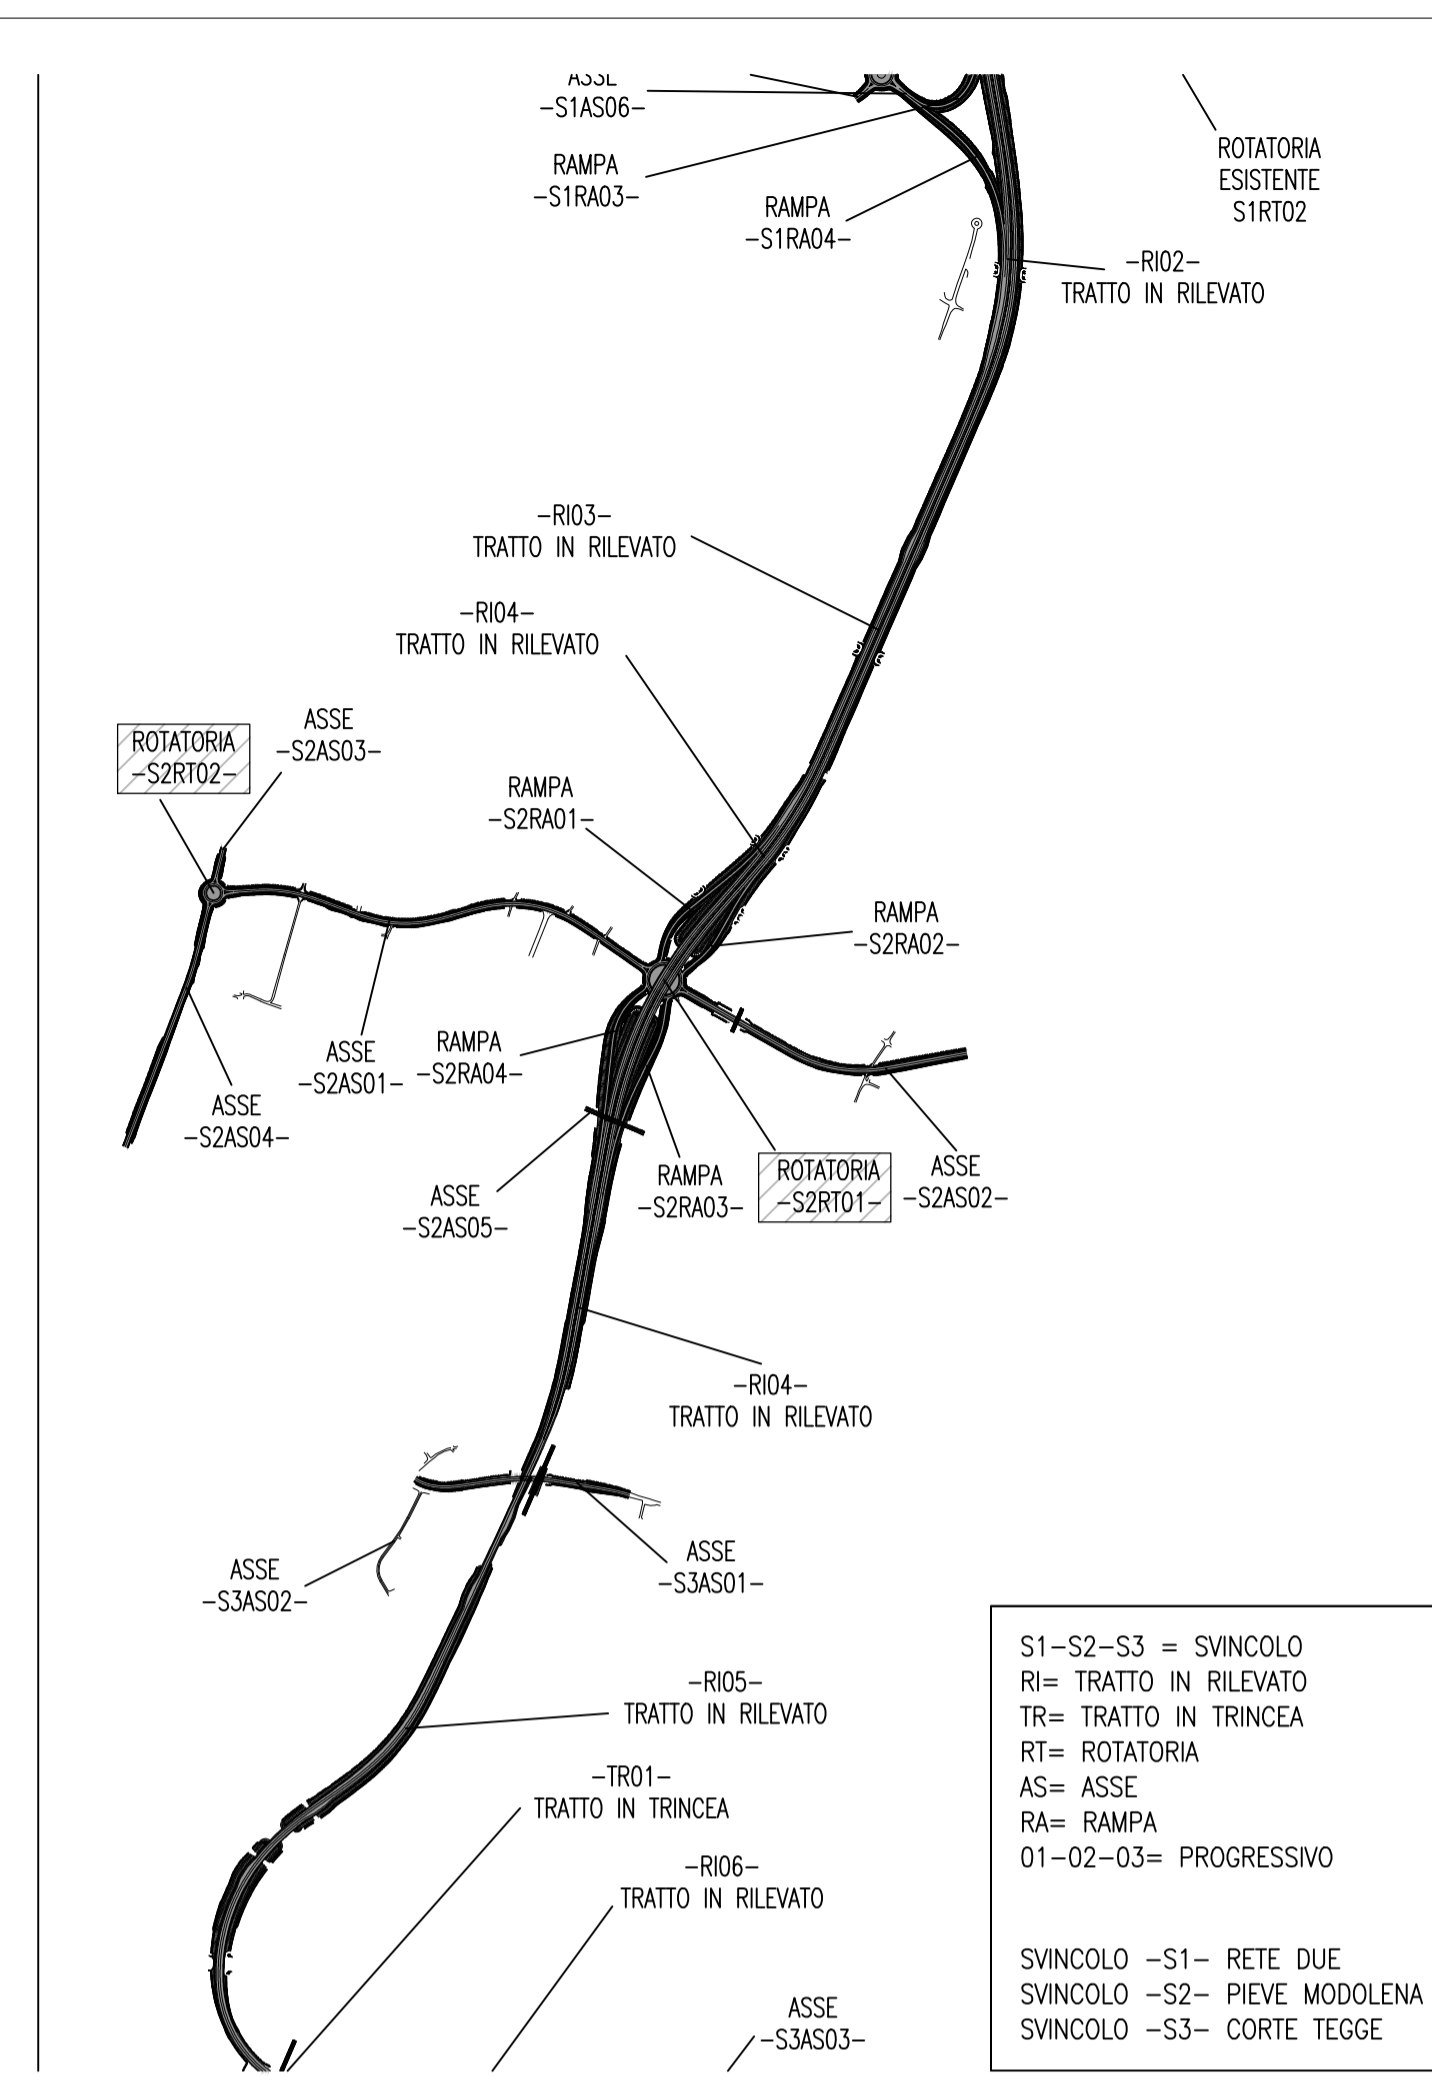 ASSE
-S1AS06-
RAMPA
-S1RA03-
RAMPA
-S1RA04-
ROTATORIA
ESISTENTE
S1RT02
-RI02-
TRATTO IN RILEVATO
-RI03-
TRATTO IN RILEVATO
-RI04-
TRATTO IN RILEVATO
ROTATORIA
-S2RT02-
ASSE
-S2AS03-
RAMPA
-S2RA01-
RAMPA
-S2RA02-
ASSE
-S2AS01-
RAMPA
-S2RA04-
ASSE
-S2AS04-
ASSE
-S2AS05-
RAMPA
-S2RA03-
ROTATORIA
-S2RT01-
ASSE
-S2AS02-
-RI04-
TRATTO IN RILEVATO
ASSE
-S3AS02-
ASSE
-S3AS01-
-RI05-
TRATTO IN RILEVATO
-TR01-
TRATTO IN TRINCEA
-RI06-
TRATTO IN RILEVATO
ASSE
-S3AS03-
S1-S2-S3 = SVINCOLO
RI= TRATTO IN RILEVATO
TR= TRATTO IN TRINCEA
RT= ROTATORIA
AS= ASSE
RA= RAMPA
01-02-03= PROGRESSIVO
SVINCOLO -S1- RETE DUE
SVINCOLO -S2- PIEVE MODOLENA
SVINCOLO -S3- CORTE TEGGE